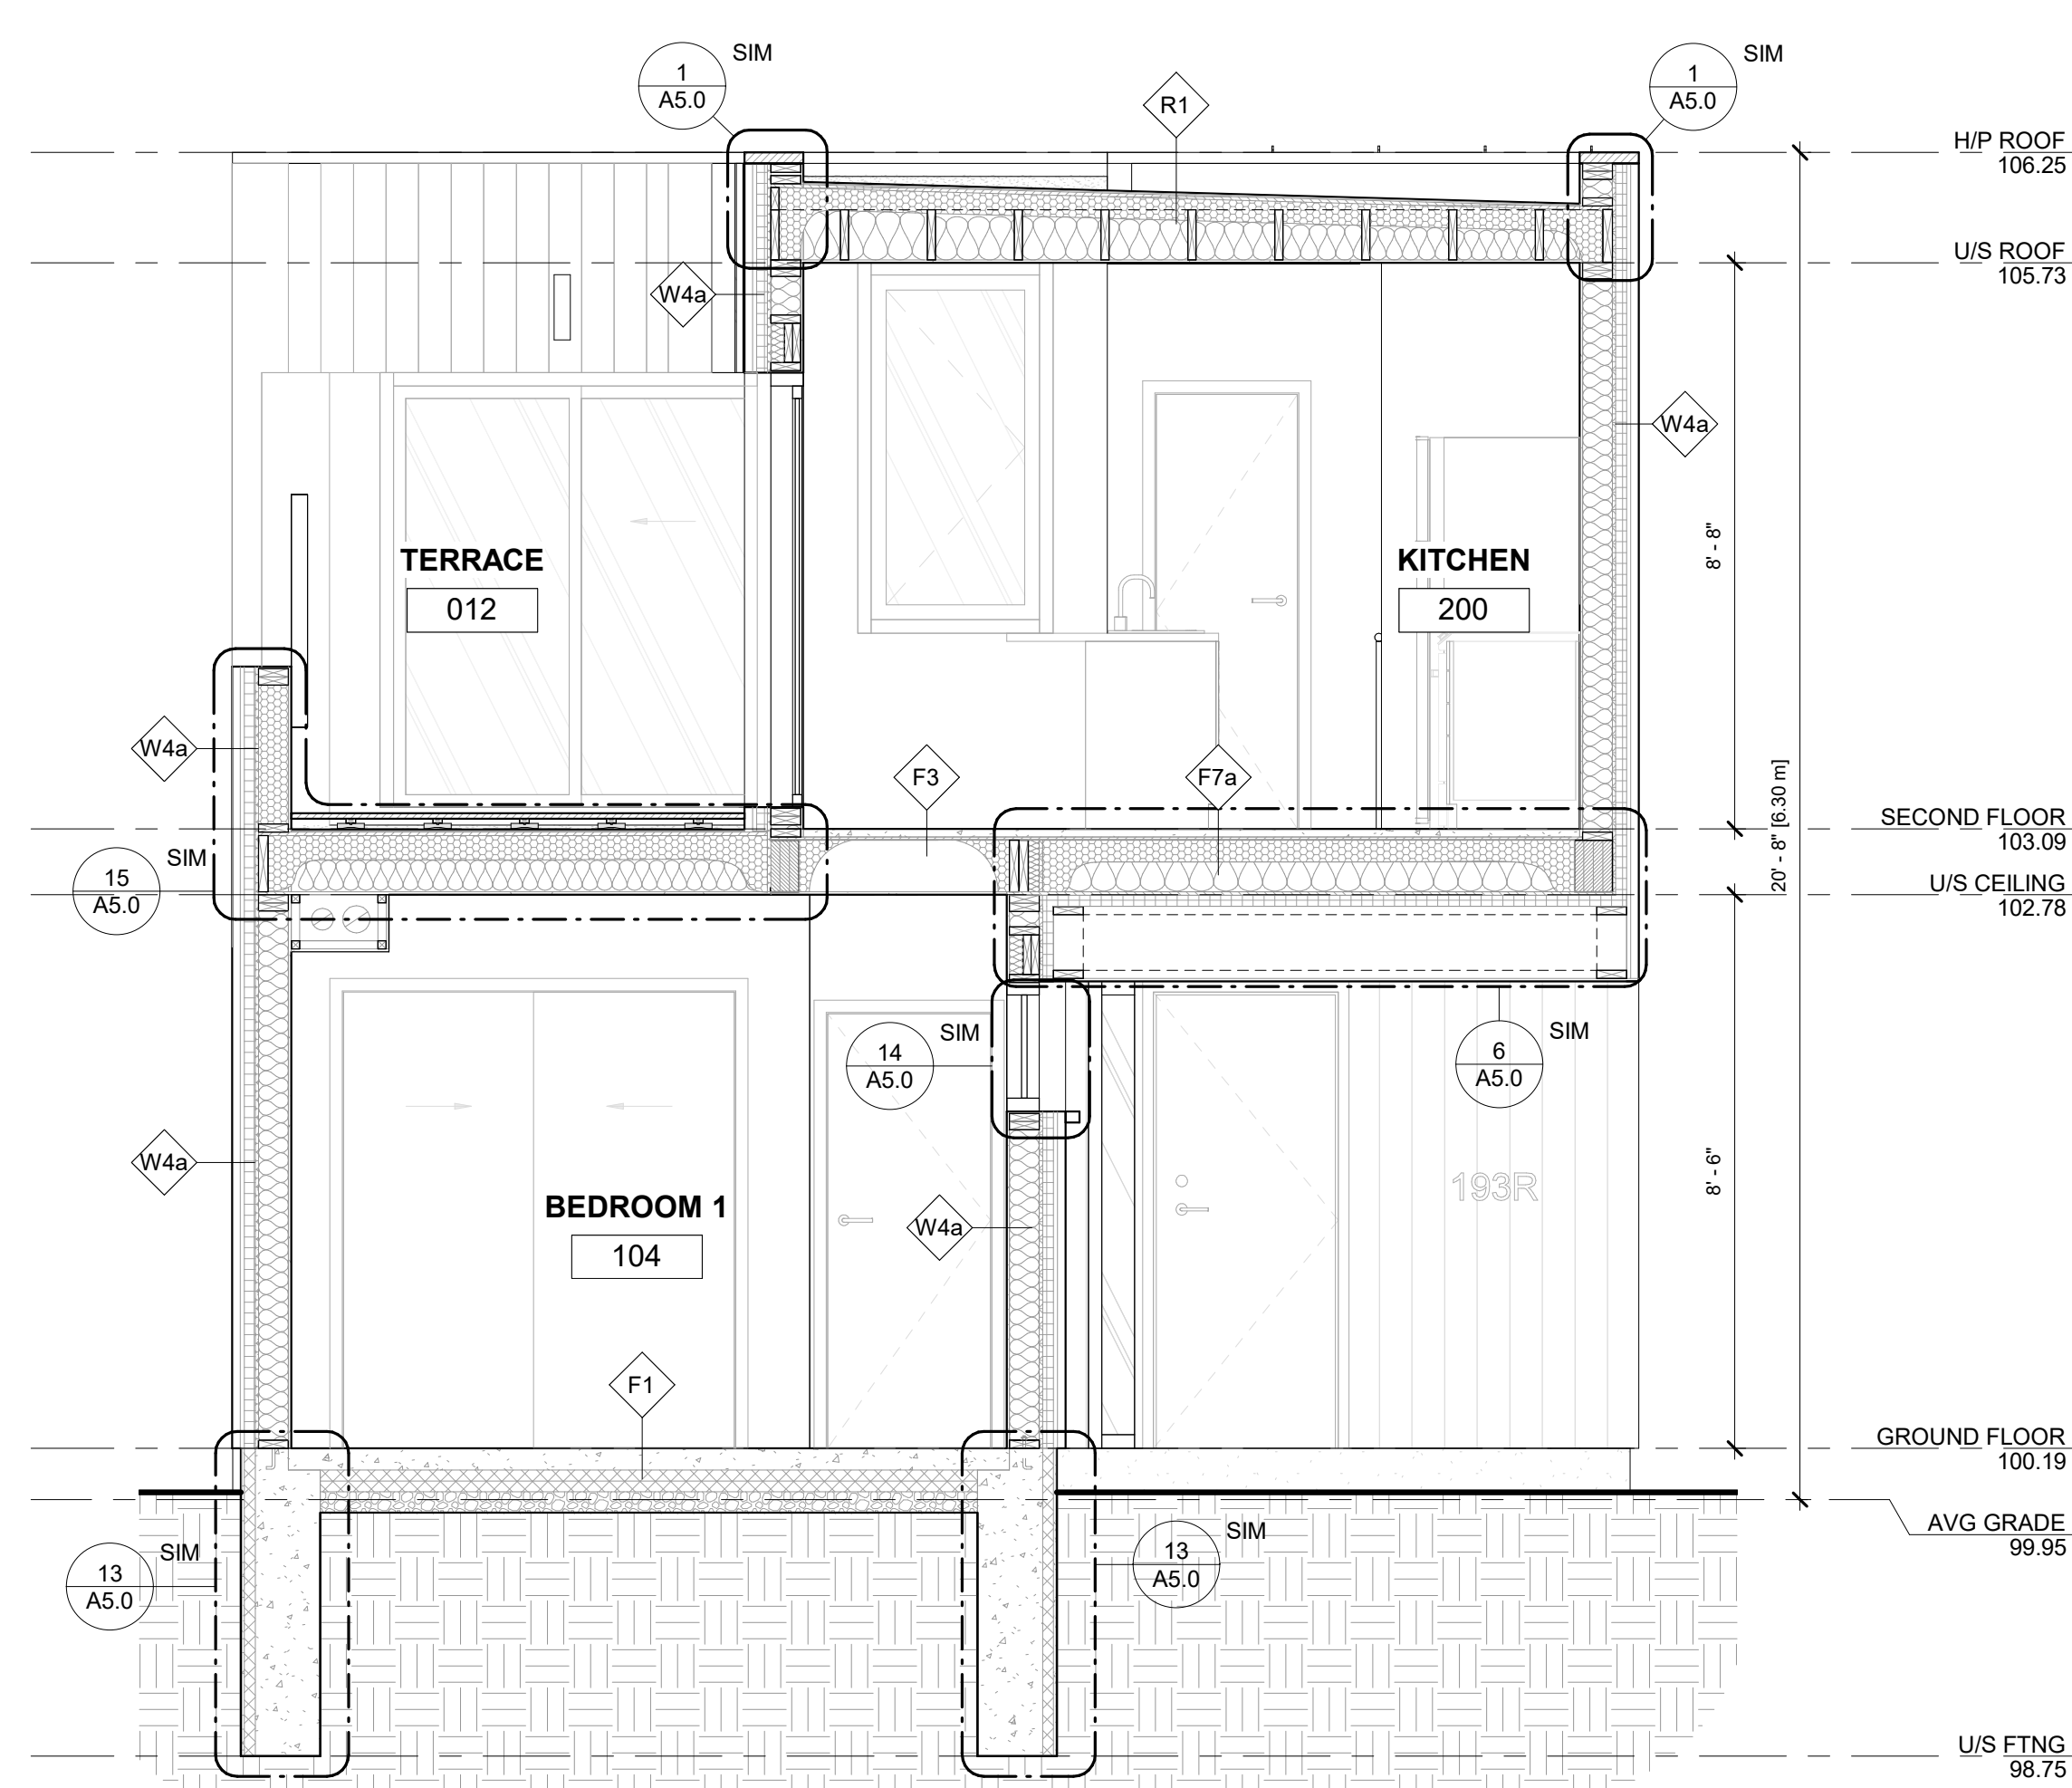 SIM
1
A5.0
R1
SIM
1
A5.0
H/P ROOF
106.25
U/S ROOF
105.73
W4a
W4a
8' - 8"
TERRACE
012
KITCHEN
200
W4a
F3
F7a
20' - 8" [6.30 m]
SECOND FLOOR
103.09
SIM
15
A5.0
U/S CEILING
102.78
SIM
14
A5.0
SIM
6
A5.0
W4a
8' - 6"
193R
BEDROOM 1
104
W4a
F1
GROUND FLOOR
100.19
AVG GRADE
99.95
SIM
13
A5.0
SIM
13
A5.0
U/S FTNG
98.75